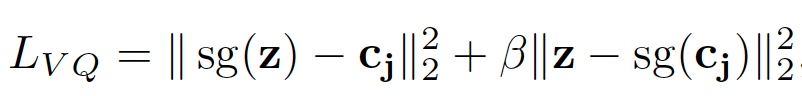 L_{VQ} = ‖ sg(𝐳) − 𝐜_𝐣‖₂² + β‖𝐳 − sg(𝐜_𝐣)‖₂².